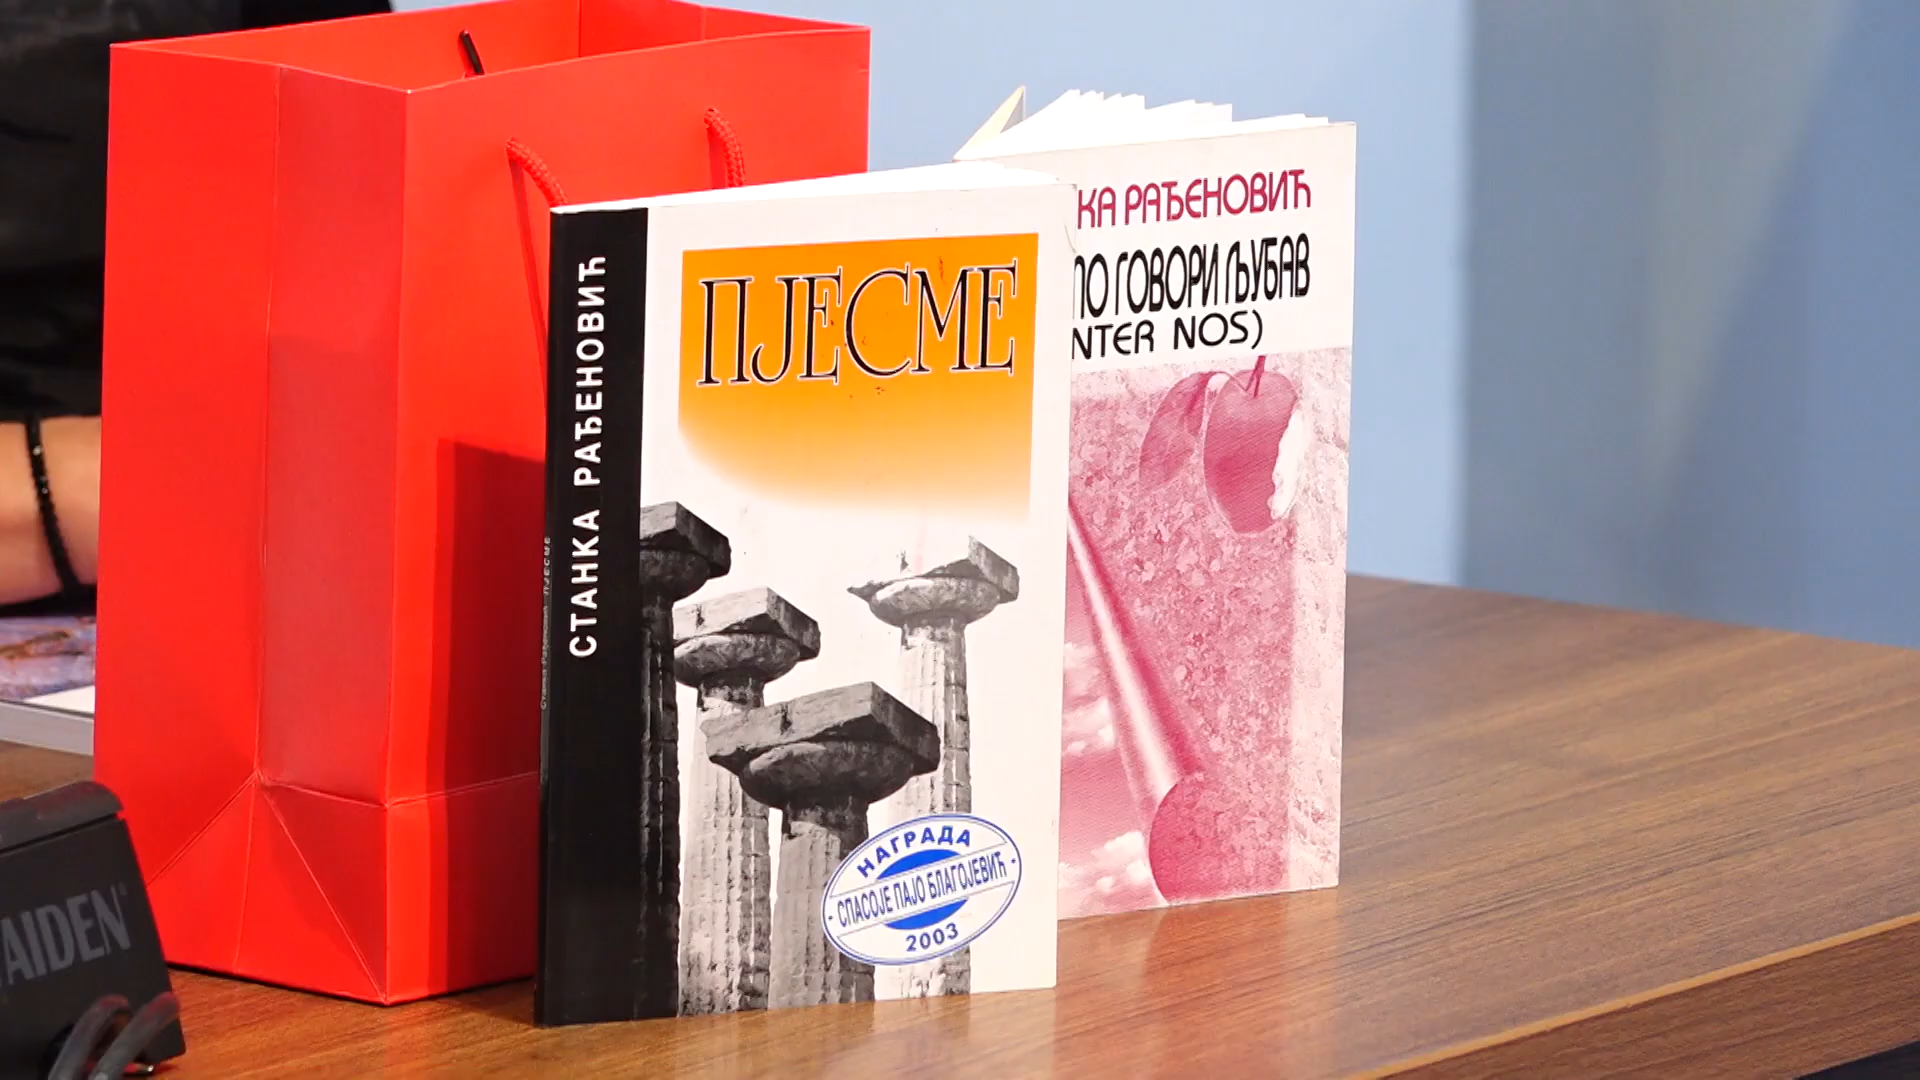 СТАНКА РАЂЕНОВИЋ
ПЈЕСМЕ
НАГРАДА
- СПАСОЈЕ ПАЈО БЛАГОЈЕВИЋ -
2003
КА РАЂЕНОВИЋ
ПО ГОВОРИ ЉУБАВ
NTER NOS)
AIDEN